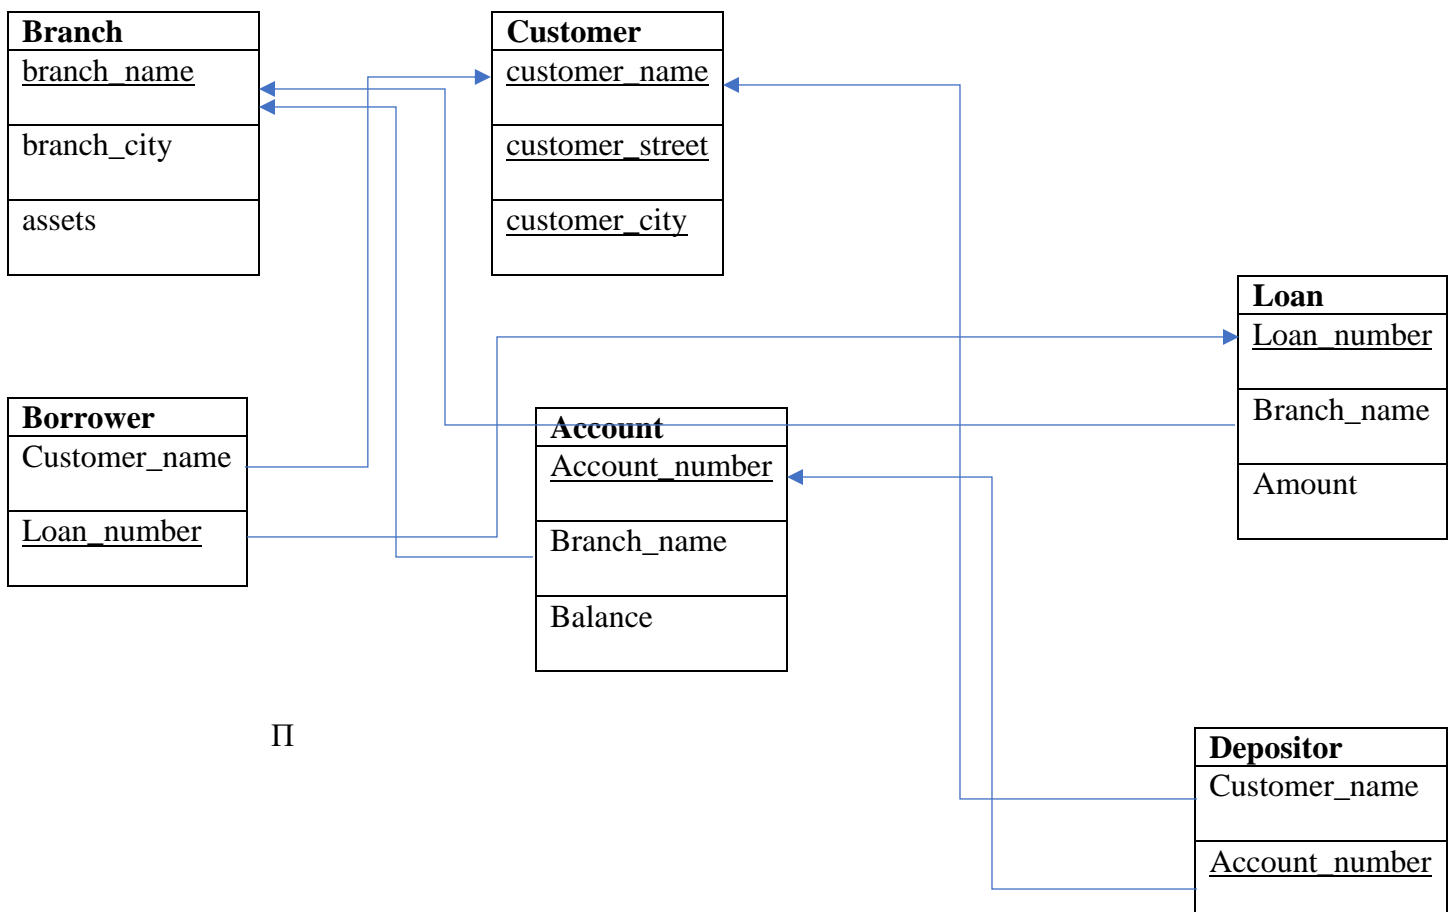 Branch
branch_name
branch_city
assets
Customer
customer_name
customer_street
customer_city
Loan
Loan_number
Branch_name
Amount
Borrower
Customer_name
Loan_number
Account
Account_number
Branch_name
Balance
Π
Depositor
Customer_name
Account_number